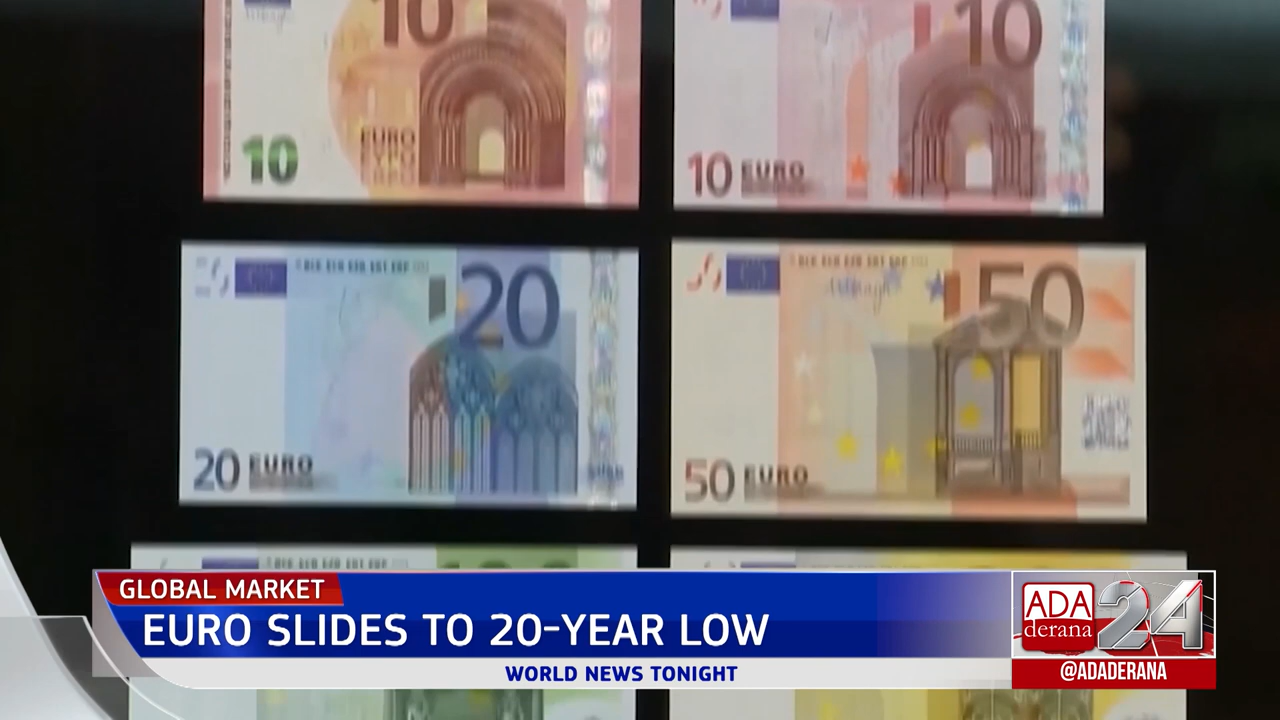 10
10
10
EURO
10 EURO
20
50
20 EURO
50 EURO
GLOBAL MARKET
EURO SLIDES TO 20-YEAR LOW
WORLD NEWS TONIGHT
ADA
derana
24
@ADADERANA